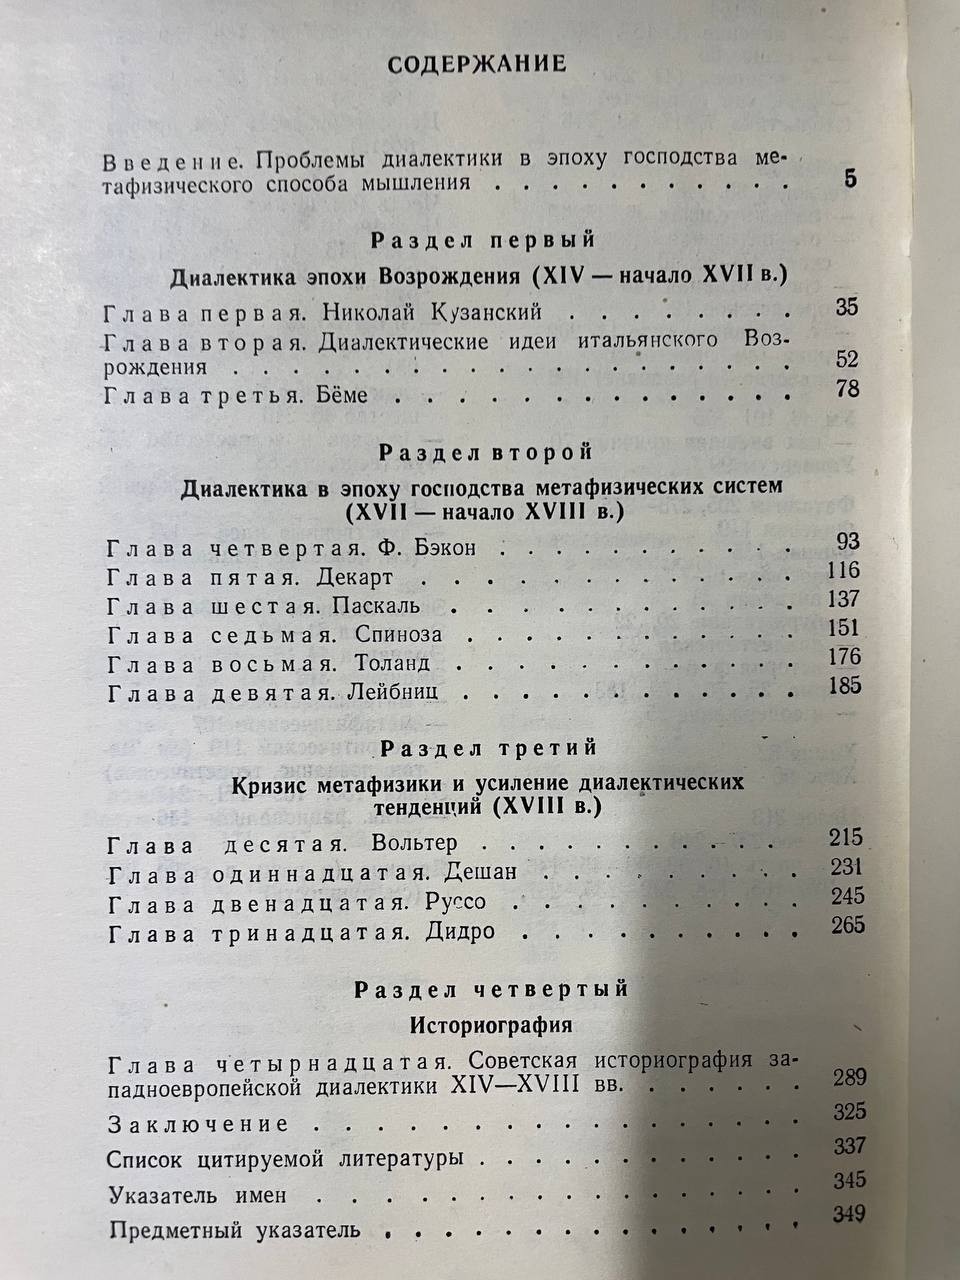 СОДЕРЖАНИЕ
Введение. Проблемы диалектики в эпоху господства ме-
тафизического способа мышления . . . . . . . . . . . 5
Раздел первый
Диалектика эпохи Возрождения (XIV — начало XVII в.)
Глава первая. Николай Кузанский . . . . . . . . 35
Глава вторая. Диалектические идеи итальянского Воз-
рождения . . . . . . . . . . . . . . . . . . 52
Глава третья. Бёме . . . . . . . . . . . . . . 78
Раздел второй
Диалектика в эпоху господства метафизических систем
(XVII — начало XVIII в.)
Глава четвертая. Ф. Бэкон . . . . . . . . . . . 93
Глава пятая. Декарт . . . . . . . . . . . . . 116
Глава шестая. Паскаль . . . . . . . . . . . . . 137
Глава седьмая. Спиноза . . . . . . . . . . . . 151
Глава восьмая. Толанд . . . . . . . . . . . . . 176
Глава девятая. Лейбниц . . . . . . . . . . . . 185
Раздел третий
Кризис метафизики и усиление диалектических
тенденций (XVIII в.)
Глава десятая. Вольтер . . . . . . . . . . . 215
Глава одиннадцатая. Дешан . . . . . . . . . . 231
Глава двенадцатая. Руссо . . . . . . . . . . 245
Глава тринадцатая. Дидро . . . . . . . . . . 265
Раздел четвертый
Историография
Глава четырнадцатая. Советская историография за-
падноевропейской диалектики XIV—XVIII вв. . . . . . . 289
Заключение . . . . . . . . . . . . . . . . . . 325
Список цитируемой литературы . . . . . . . . . . . . 337
Указатель имен . . . . . . . . . . . . . . . . . . 345
Предметный указатель . . . . . . . . . . . . . . . 349